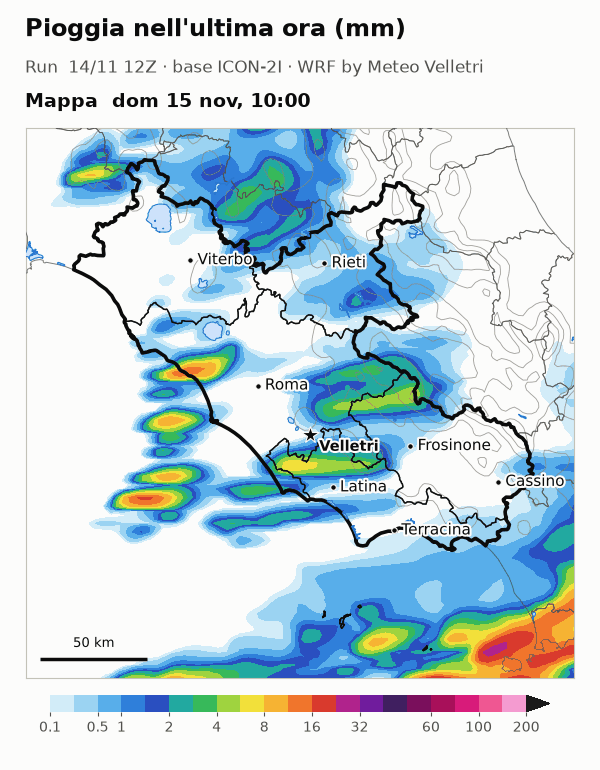 Pioggia nell'ultima ora (mm)
Run 14/11 12Z · base ICON-2I · WRF by Meteo Velletri
Mappa dom 15 nov, 10:00
Viterbo
Rieti
Roma
Velletri
Frosinone
Latina
Cassino
Terracina
50 km
0.1 0.5 1 2 4 8 16 32 60 100 200